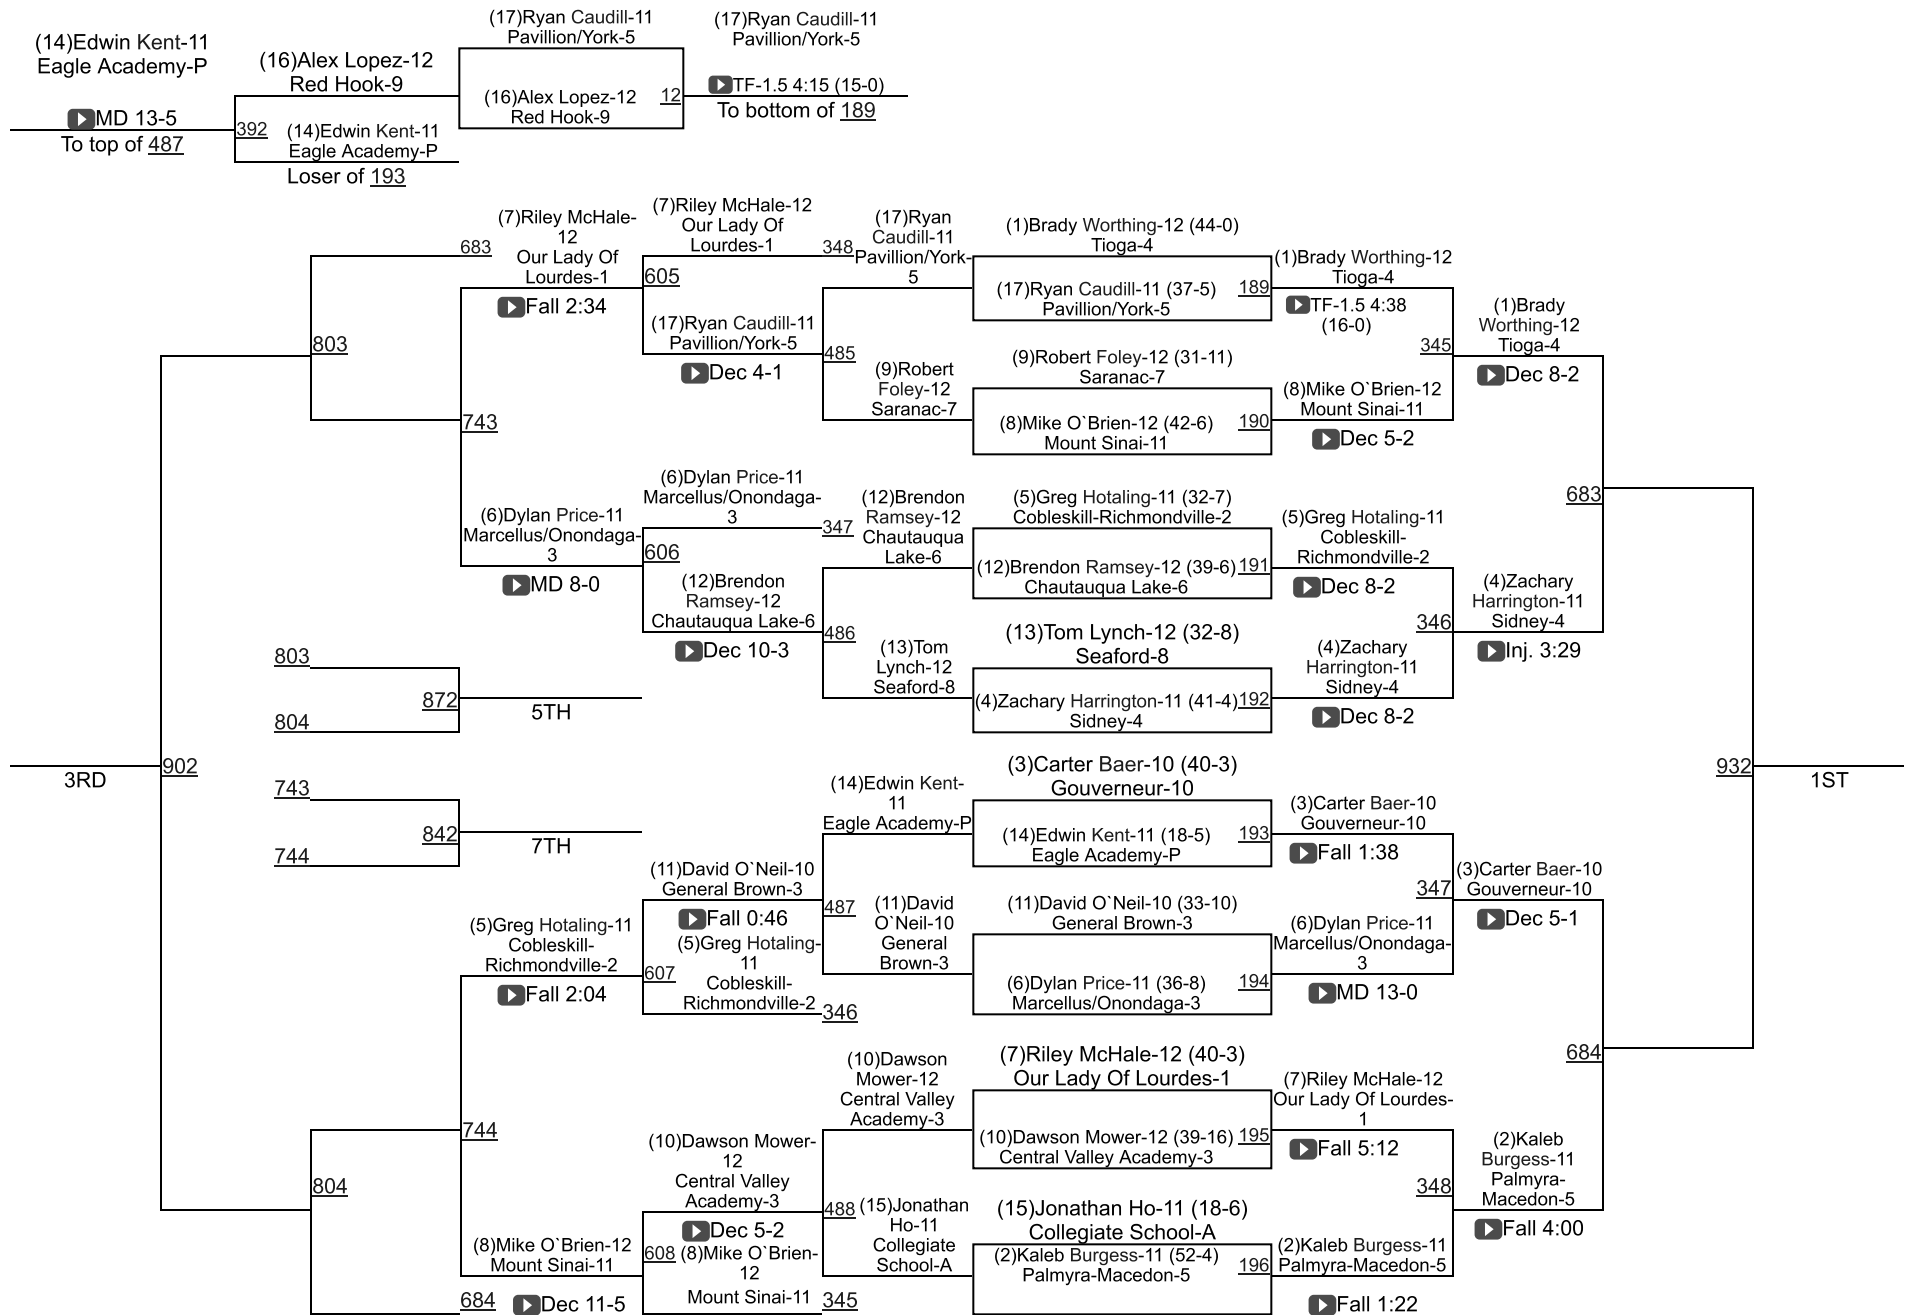 (14)Edwin Kent-11
Eagle Academy-P
MD 13-5
To top of 487
(16)Alex Lopez-12
Red Hook-9
392
(14)Edwin Kent-11
Eagle Academy-P
Loser of 193
(17)Ryan Caudill-11
Pavillion/York-5
(16)Alex Lopez-12
Red Hook-9
12
(17)Ryan Caudill-11
Pavillion/York-5
TF-1.5 4:15 (15-0)
To bottom of 189
3RD
902
803
683
743
(7)Riley McHale-
12
Our Lady Of
Lourdes-1
Fall 2:34
(7)Riley McHale-12
Our Lady Of
Lourdes-1
348
605
(17)Ryan Caudill-11
Pavillion/York-5
Dec 4-1
(17)Ryan
Caudill-11
Pavillion/York-
5
485
(9)Robert
Foley-12
Saranac-7
(1)Brady Worthing-12 (44-0)
Tioga-4
(17)Ryan Caudill-11 (37-5)
Pavillion/York-5
189
(9)Robert Foley-12 (31-11)
Saranac-7
(8)Mike O`Brien-12 (42-6)
Mount Sinai-11
190
(1)Brady Worthing-12
Tioga-4
TF-1.5 4:38
(16-0)
345
(8)Mike O`Brien-12
Mount Sinai-11
Dec 5-2
(1)Brady
Worthing-12
Tioga-4
Dec 8-2
683
(6)Dylan Price-11
Marcellus/Onondaga-
3
MD 8-0
(6)Dylan Price-11
Marcellus/Onondaga-
3
347
606
(12)Brendon
Ramsey-12
Chautauqua Lake-6
Dec 10-3
(12)Brendon
Ramsey-12
Chautauqua
Lake-6
486
(13)Tom
Lynch-12
Seaford-8
(5)Greg Hotaling-11 (32-7)
Cobleskill-Richmondville-2
(12)Brendon Ramsey-12 (39-6)
Chautauqua Lake-6
191
(13)Tom Lynch-12 (32-8)
Seaford-8
(4)Zachary Harrington-11 (41-4)
Sidney-4
192
(5)Greg Hotaling-11
Cobleskill-
Richmondville-2
Dec 8-2
346
(4)Zachary
Harrington-11
Sidney-4
Dec 8-2
(4)Zachary
Harrington-11
Sidney-4
Inj. 3:29
803
804
872
5TH
743
744
842
7TH
932
1ST
(11)David O`Neil-10
General Brown-3
Fall 0:46
(5)Greg Hotaling-
11
Cobleskill-
Richmondville-2
346
607
(5)Greg Hotaling-11
Cobleskill-
Richmondville-2
Fall 2:04
(14)Edwin Kent-
11
Eagle Academy-P
487
(11)David
O`Neil-10
General
Brown-3
(3)Carter Baer-10 (40-3)
Gouverneur-10
(14)Edwin Kent-11 (18-5)
Eagle Academy-P
193
(11)David O`Neil-10 (33-10)
General Brown-3
(6)Dylan Price-11 (36-8)
Marcellus/Onondaga-3
194
(3)Carter Baer-10
Gouverneur-10
Fall 1:38
347
(6)Dylan Price-11
Marcellus/Onondaga-
3
MD 13-0
(3)Carter Baer-10
Gouverneur-10
Dec 5-1
684
744
804
684
(8)Mike O`Brien-12
Mount Sinai-11
Dec 11-5
(10)Dawson Mower-
12
Central Valley
Academy-3
Dec 5-2
608
(8)Mike O`Brien-
12
Mount Sinai-11
345
(10)Dawson
Mower-12
Central Valley
Academy-3
488
(15)Jonathan
Ho-11
Collegiate
School-A
(7)Riley McHale-12 (40-3)
Our Lady Of Lourdes-1
(10)Dawson Mower-12 (39-16)
Central Valley Academy-3
195
(15)Jonathan Ho-11 (18-6)
Collegiate School-A
(2)Kaleb Burgess-11 (52-4)
Palmyra-Macedon-5
196
(7)Riley McHale-12
Our Lady Of Lourdes-
1
Fall 5:12
348
(2)Kaleb Burgess-11
Palmyra-Macedon-5
Fall 1:22
(2)Kaleb
Burgess-11
Palmyra-
Macedon-5
Fall 4:00